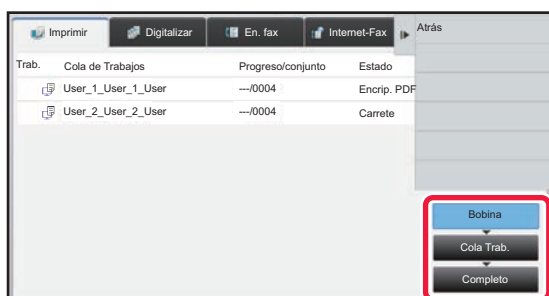 Imprimir Digitalizar En. fax Internet-Fax Atrás
Trab. Cola de Trabajos Progreso/conjunto Estado
User_1_User_1_User ---/0004 Encrip. PDF
User_2_User_2_User ---/0004 Carrete
Bobina
Cola Trab.
Completo